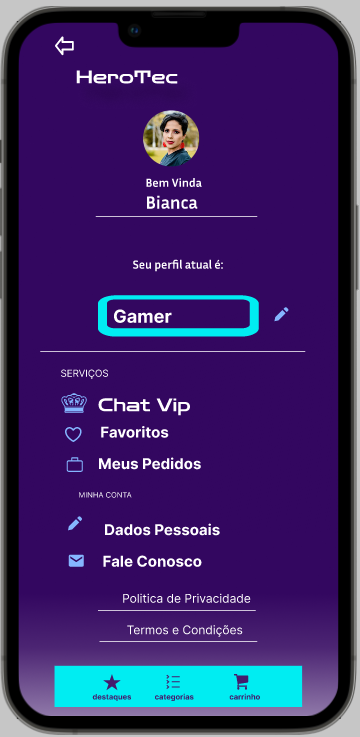 HeroTec
Bem Vinda
Bianca
Seu perfil atual é:
Gamer
SERVIÇOS
Chat Vip
Favoritos
Meus Pedidos
MINHA CONTA
Dados Pessoais
Fale Conosco
Politica de Privacidade
Termos e Condições
destaques categorias carrinho